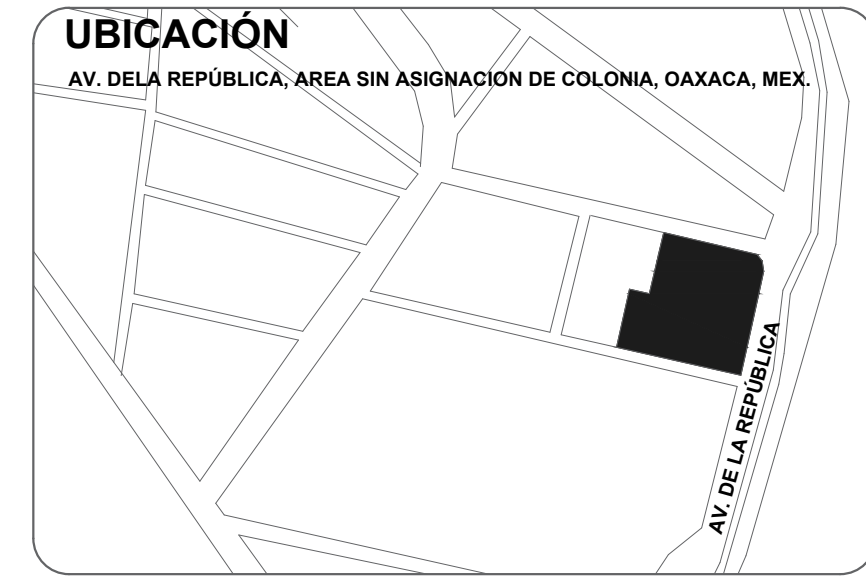 UBICACIÓN
AV. DELA REPÚBLICA, AREA SIN ASIGNACION DE COLONIA, OAXACA, MEX.
AV. DE LA REPÚBLICA